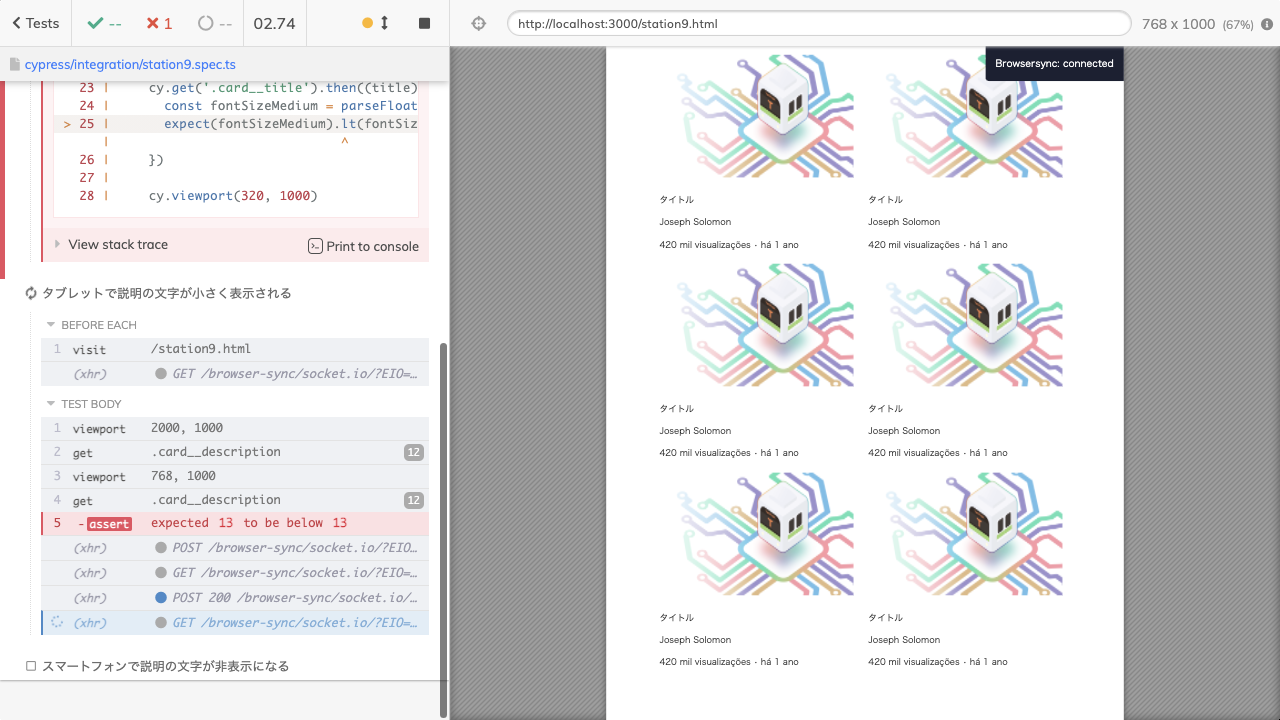 Tests
--
1
--
02.74
http://localhost:3000/station9.html
768 x 1000 (67%)
cypress/integration/station9.spec.ts
Browsersync: connected
23 | cy.get('.card__title').then((title)
24 | const fontSizeMedium = parseFloat
> 25 | expect(fontSizeMedium).lt(fontSiz
| ^
26 | })
27 |
28 | cy.viewport(320, 1000)
View stack trace
Print to console
タブレットで説明の文字が小さく表示される
BEFORE EACH
1 visit /station9.html
(xhr) GET /browser-sync/socket.io/?EIO=…
TEST BODY
1 viewport 2000, 1000
2 get .card__description 12
3 viewport 768, 1000
4 get .card__description 12
5 -assert expected 13 to be below 13
(xhr) POST /browser-sync/socket.io/?EIO…
(xhr) GET /browser-sync/socket.io/?EIO=…
(xhr) POST 200 /browser-sync/socket.io/…
(xhr) GET /browser-sync/socket.io/?EIO=…
スマートフォンで説明の文字が非表示になる
タイトル
Joseph Solomon
420 mil visualizações · há 1 ano
タイトル
Joseph Solomon
420 mil visualizações · há 1 ano
タイトル
Joseph Solomon
420 mil visualizações · há 1 ano
タイトル
Joseph Solomon
420 mil visualizações · há 1 ano
タイトル
Joseph Solomon
420 mil visualizações · há 1 ano
タイトル
Joseph Solomon
420 mil visualizações · há 1 ano